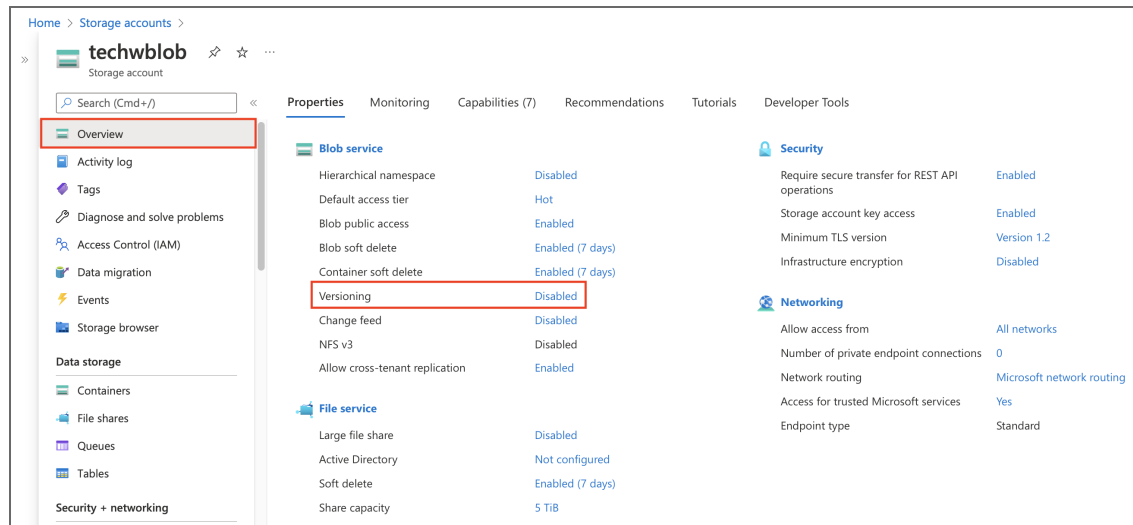 Home > Storage accounts >
techwblob
Storage account
Search (Cmd+/)
Overview
Activity log
Tags
Diagnose and solve problems
Access Control (IAM)
Data migration
Events
Storage browser
Data storage
Containers
File shares
Queues
Tables
Security + networking
Properties Monitoring Capabilities (7) Recommendations Tutorials Developer Tools
Blob service
Hierarchical namespace Disabled
Default access tier Hot
Blob public access Enabled
Blob soft delete Enabled (7 days)
Container soft delete Enabled (7 days)
Versioning Disabled
Change feed Disabled
NFS v3 Disabled
Allow cross-tenant replication Enabled
File service
Large file share Disabled
Active Directory Not configured
Soft delete Enabled (7 days)
Share capacity 5 TiB
Security
Require secure transfer for REST API Enabled
operations
Storage account key access Enabled
Minimum TLS version Version 1.2
Infrastructure encryption Disabled
Networking
Allow access from All networks
Number of private endpoint connections 0
Network routing Microsoft network routing
Access for trusted Microsoft services Yes
Endpoint type Standard